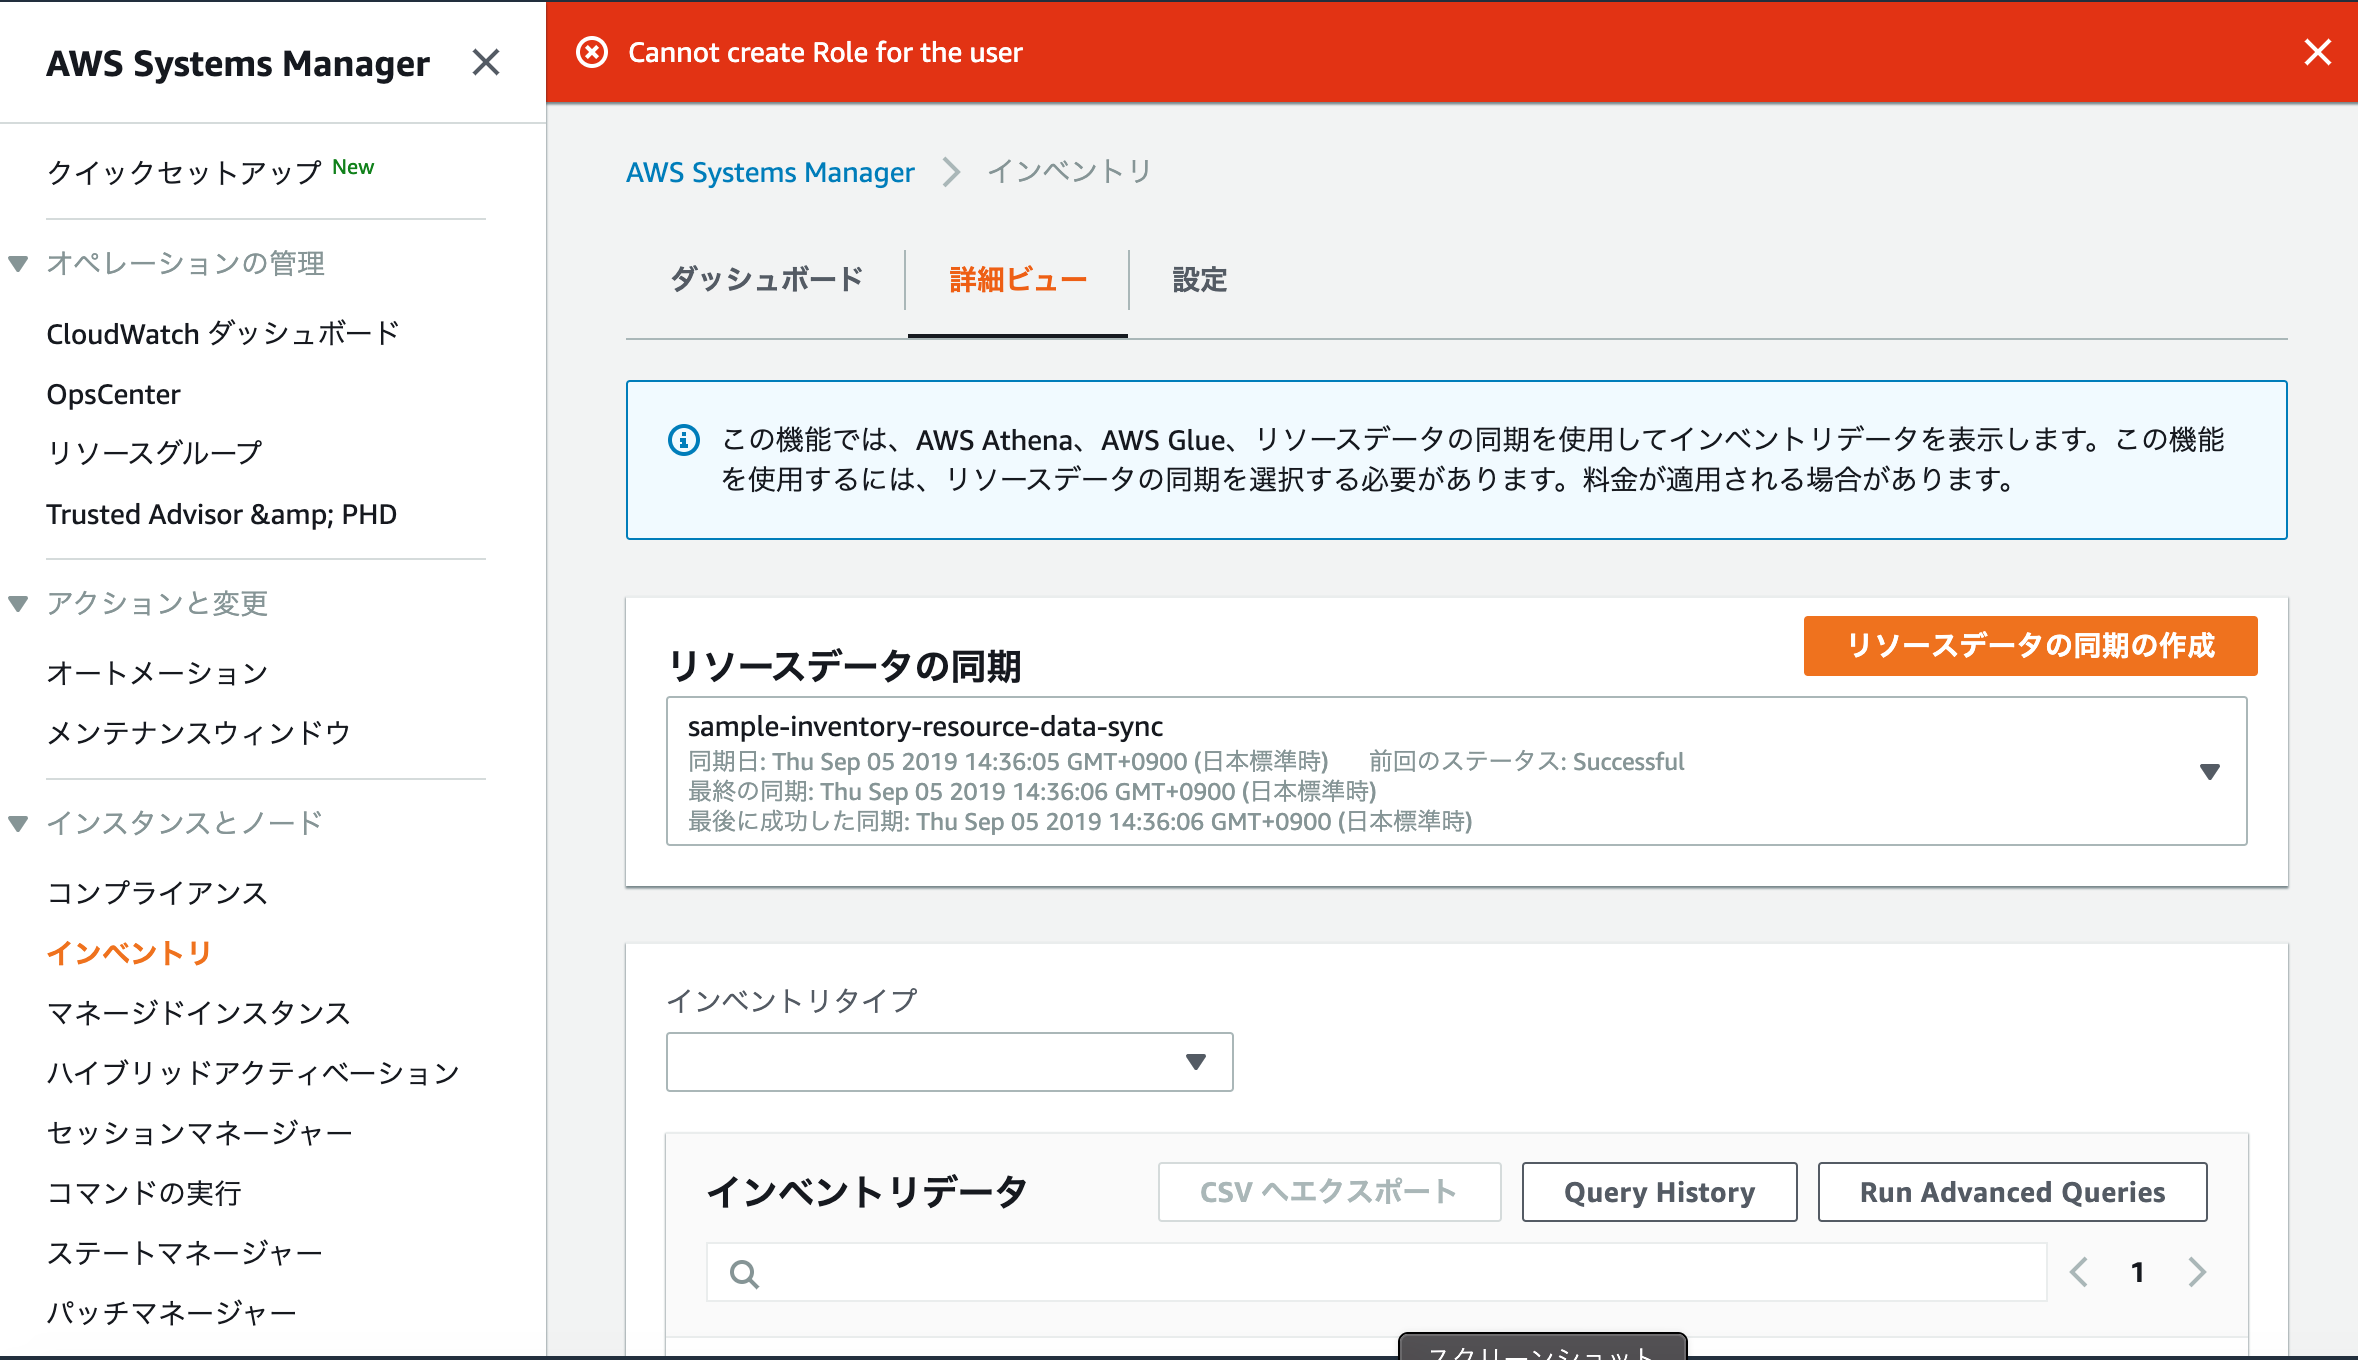 AWS Systems Manager
クイックセットアップ New
オペレーションの管理
CloudWatch ダッシュボード
OpsCenter
リソースグループ
Trusted Advisor &amp; PHD
アクションと変更
オートメーション
メンテナンスウィンドウ
インスタンスとノード
コンプライアンス
インベントリ
マネージドインスタンス
ハイブリッドアクティベーション
セッションマネージャー
コマンドの実行
ステートマネージャー
パッチマネージャー
Cannot create Role for the user
AWS Systems Manager インベントリ
ダッシュボード 詳細ビュー 設定
この機能では、AWS Athena、AWS Glue、リソースデータの同期を使用してインベントリデータを表示します。この機能
を使用するには、リソースデータの同期を選択する必要があります。料金が適用される場合があります。
リソースデータの同期 リソースデータの同期の作成
sample-inventory-resource-data-sync
同期日: Thu Sep 05 2019 14:36:05 GMT+0900 (日本標準時) 前回のステータス: Successful
最終の同期: Thu Sep 05 2019 14:36:06 GMT+0900 (日本標準時)
最後に成功した同期: Thu Sep 05 2019 14:36:06 GMT+0900 (日本標準時)
インベントリタイプ
インベントリデータ CSV へエクスポート Query History Run Advanced Queries
1
スクリーンショット